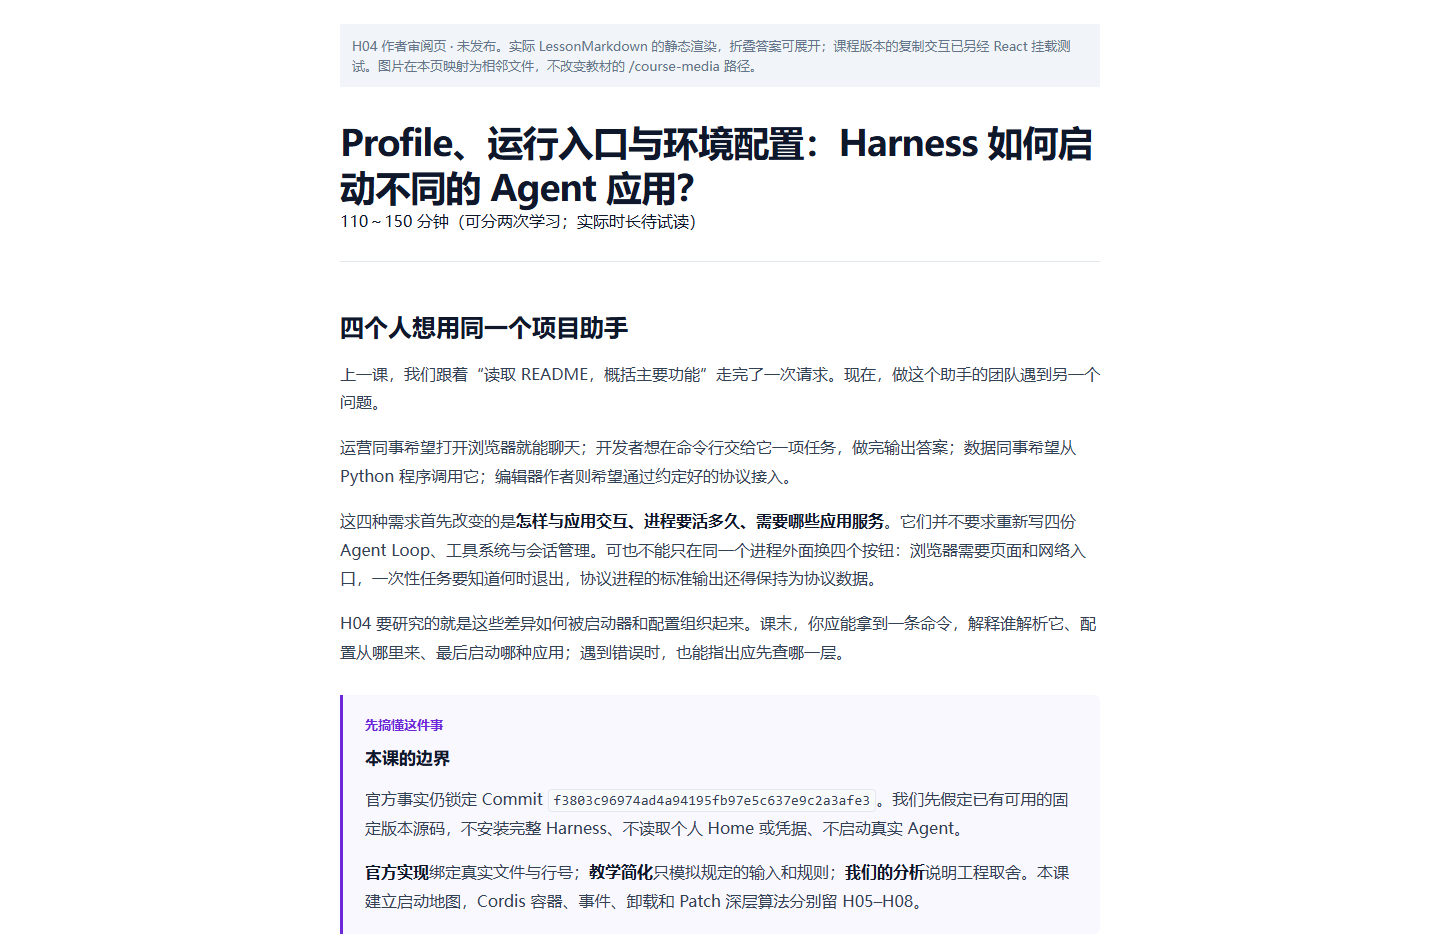 H04 作者审阅页 · 未发布。实际 LessonMarkdown 的静态渲染，折叠答案可展开；课程版本的复制交互已另经 React 挂载测
试。图片在本页映射为相邻文件，不改变教材的 /course-media 路径。
Profile、运行入口与环境配置：Harness 如何启
动不同的 Agent 应用？
110～150 分钟（可分两次学习；实际时长待试读）
四个人想用同一个项目助手
上一课，我们跟着“读取 README，概括主要功能”走完了一次请求。现在，做这个助手的团队遇到另一个
问题。
运营同事希望打开浏览器就能聊天；开发者想在命令行交给它一项任务，做完输出答案；数据同事希望从
Python 程序调用它；编辑器作者则希望通过约定好的协议接入。
这四种需求首先改变的是怎样与应用交互、进程要活多久、需要哪些应用服务。它们并不要求重新写四份
Agent Loop、工具系统与会话管理。可也不能只在同一个进程外面换四个按钮：浏览器需要页面和网络入
口，一次性任务要知道何时退出，协议进程的标准输出还得保持为协议数据。
H04 要研究的就是这些差异如何被启动器和配置组织起来。课末，你应能拿到一条命令，解释谁解析它、配
置从哪里来、最后启动哪种应用；遇到错误时，也能指出应先查哪一层。
先搞懂这件事
本课的边界
官方事实仍锁定 Commit f3803c96974ad4a94195fb97e5c637e9c2a3afe3。我们先假定已有可用的固
定版本源码，不安装完整 Harness、不读取个人 Home 或凭据、不启动真实 Agent。
官方实现绑定真实文件与行号；教学简化只模拟规定的输入和规则；我们的分析说明工程取舍。本课
建立启动地图，Cordis 容器、事件、卸载和 Patch 深层算法分别留 H05–H08。